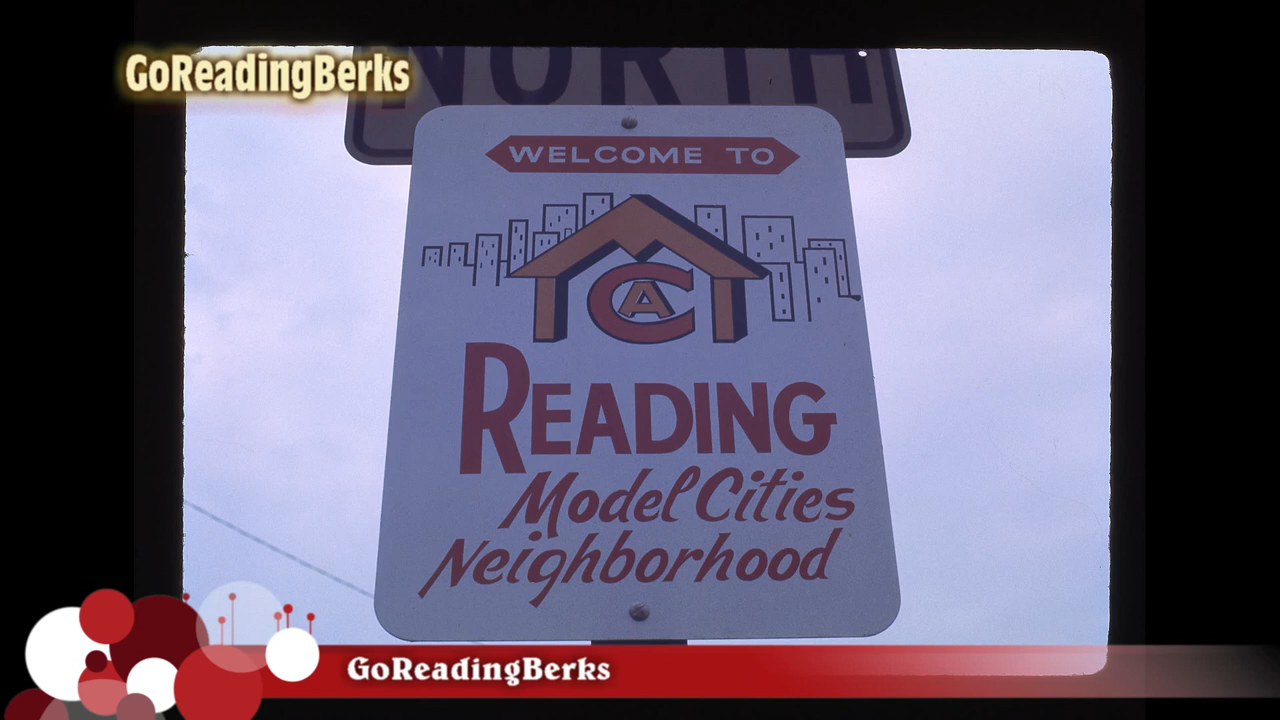 GoReadingBerks
NORTH
WELCOME TO
M
CA
READING
Model Cities
Neighborhood
GoReadingBerks